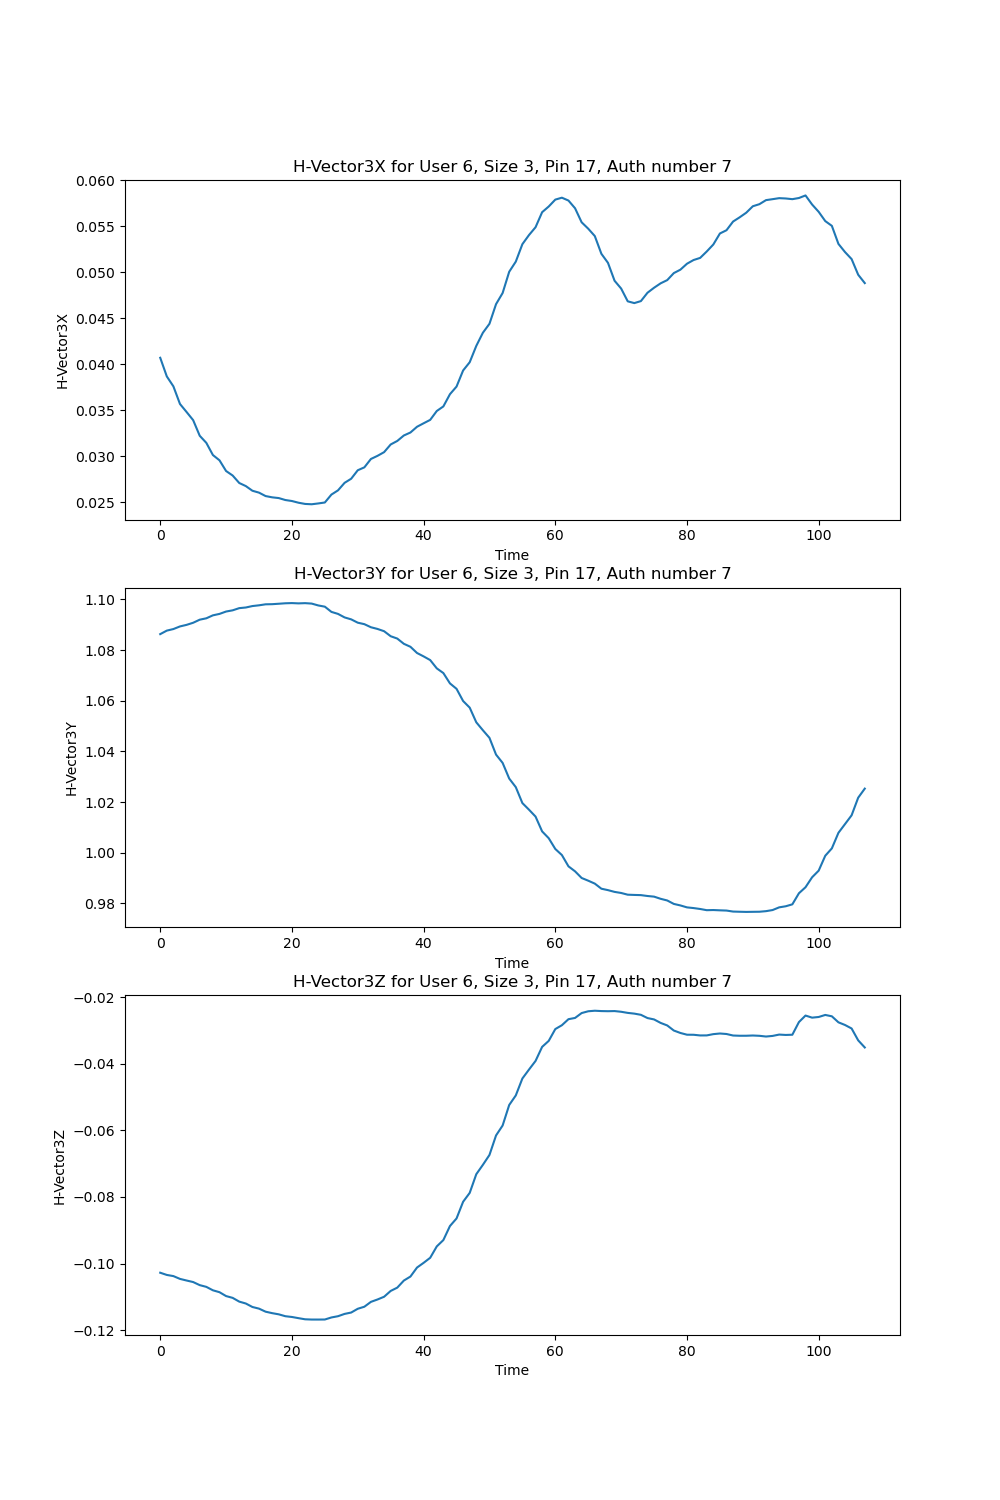 H-Vector3X for User 6, Size 3, Pin 17, Auth number 7
0.060
0.055
0.050
0.045
0.040
0.035
0.030
0.025
H-Vector3X
0 20 40 60 80 100
Time
H-Vector3Y for User 6, Size 3, Pin 17, Auth number 7
1.10
1.08
1.06
1.04
1.02
1.00
0.98
H-Vector3Y
0 20 40 60 80 100
Time
H-Vector3Z for User 6, Size 3, Pin 17, Auth number 7
−0.02
−0.04
−0.06
−0.08
−0.10
−0.12
H-Vector3Z
0 20 40 60 80 100
Time